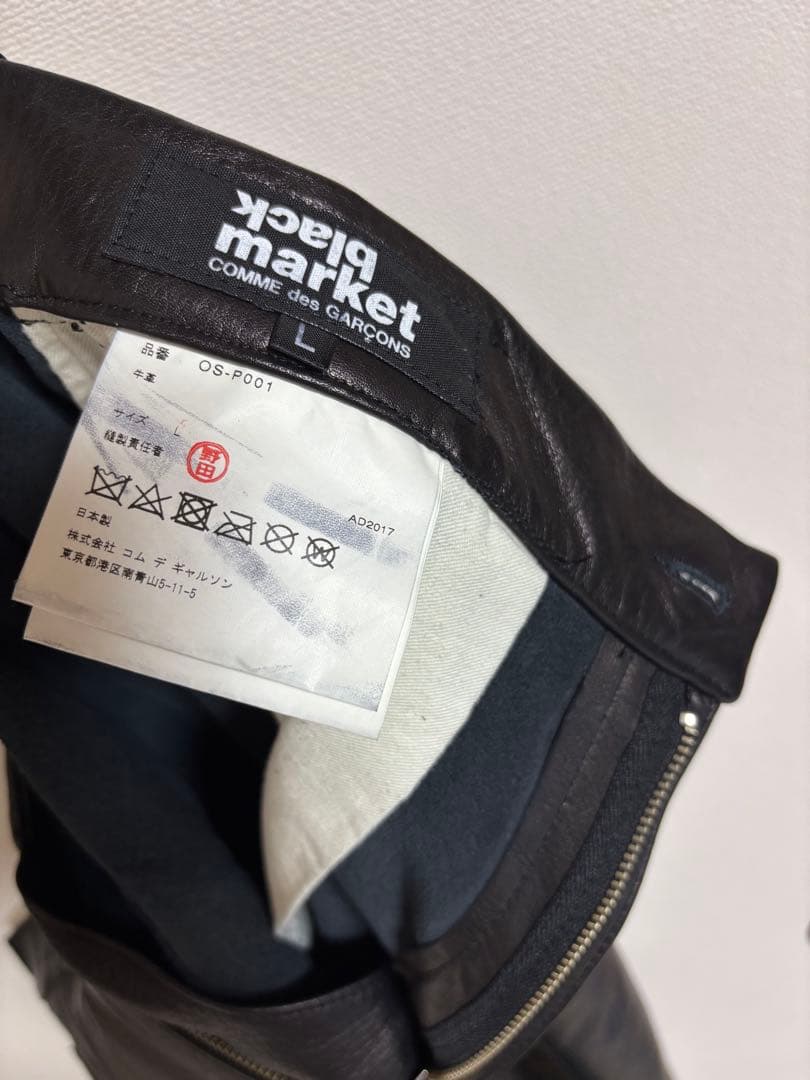 black
market
COMME des GARÇONS
L
品番 OS-P001
牛革
サイズ L
縫製責任者
AD2017
日本製
株式会社 コム デ ギャルソン
東京都港区南青山5-11-5